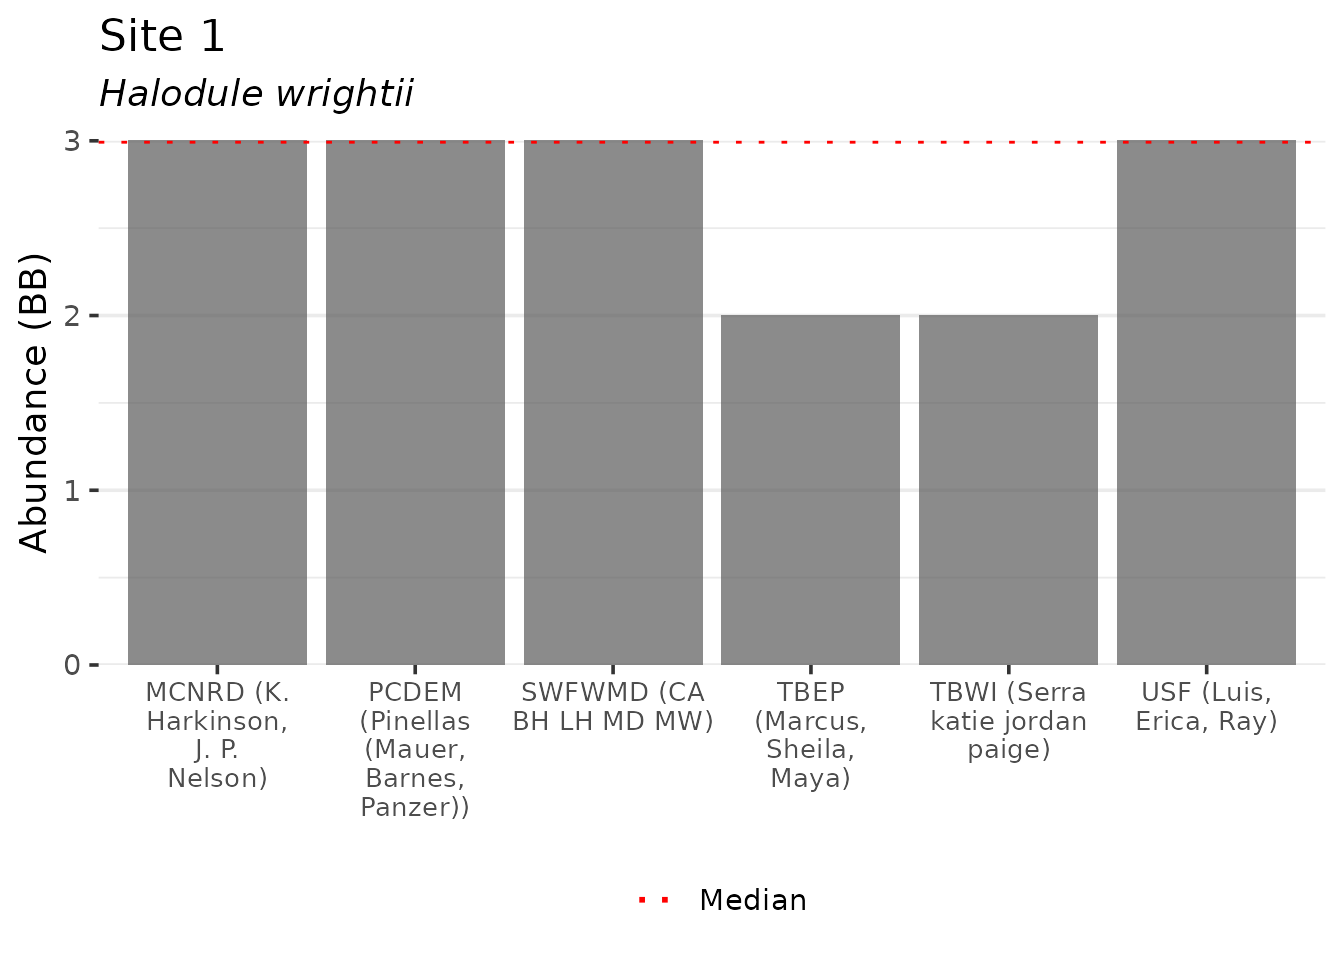 Site 1
Halodule wrightii
Abundance (BB)
3
2
1
0
MCNRD (K.
Harkinson,
J. P.
Nelson)
PCDEM
(Pinellas
(Mauer,
Barnes,
Panzer))
SWFWMD (CA
BH LH MD MW)
TBEP
(Marcus,
Sheila,
Maya)
TBWI (Serra
katie jordan
paige)
USF (Luis,
Erica, Ray)
Median